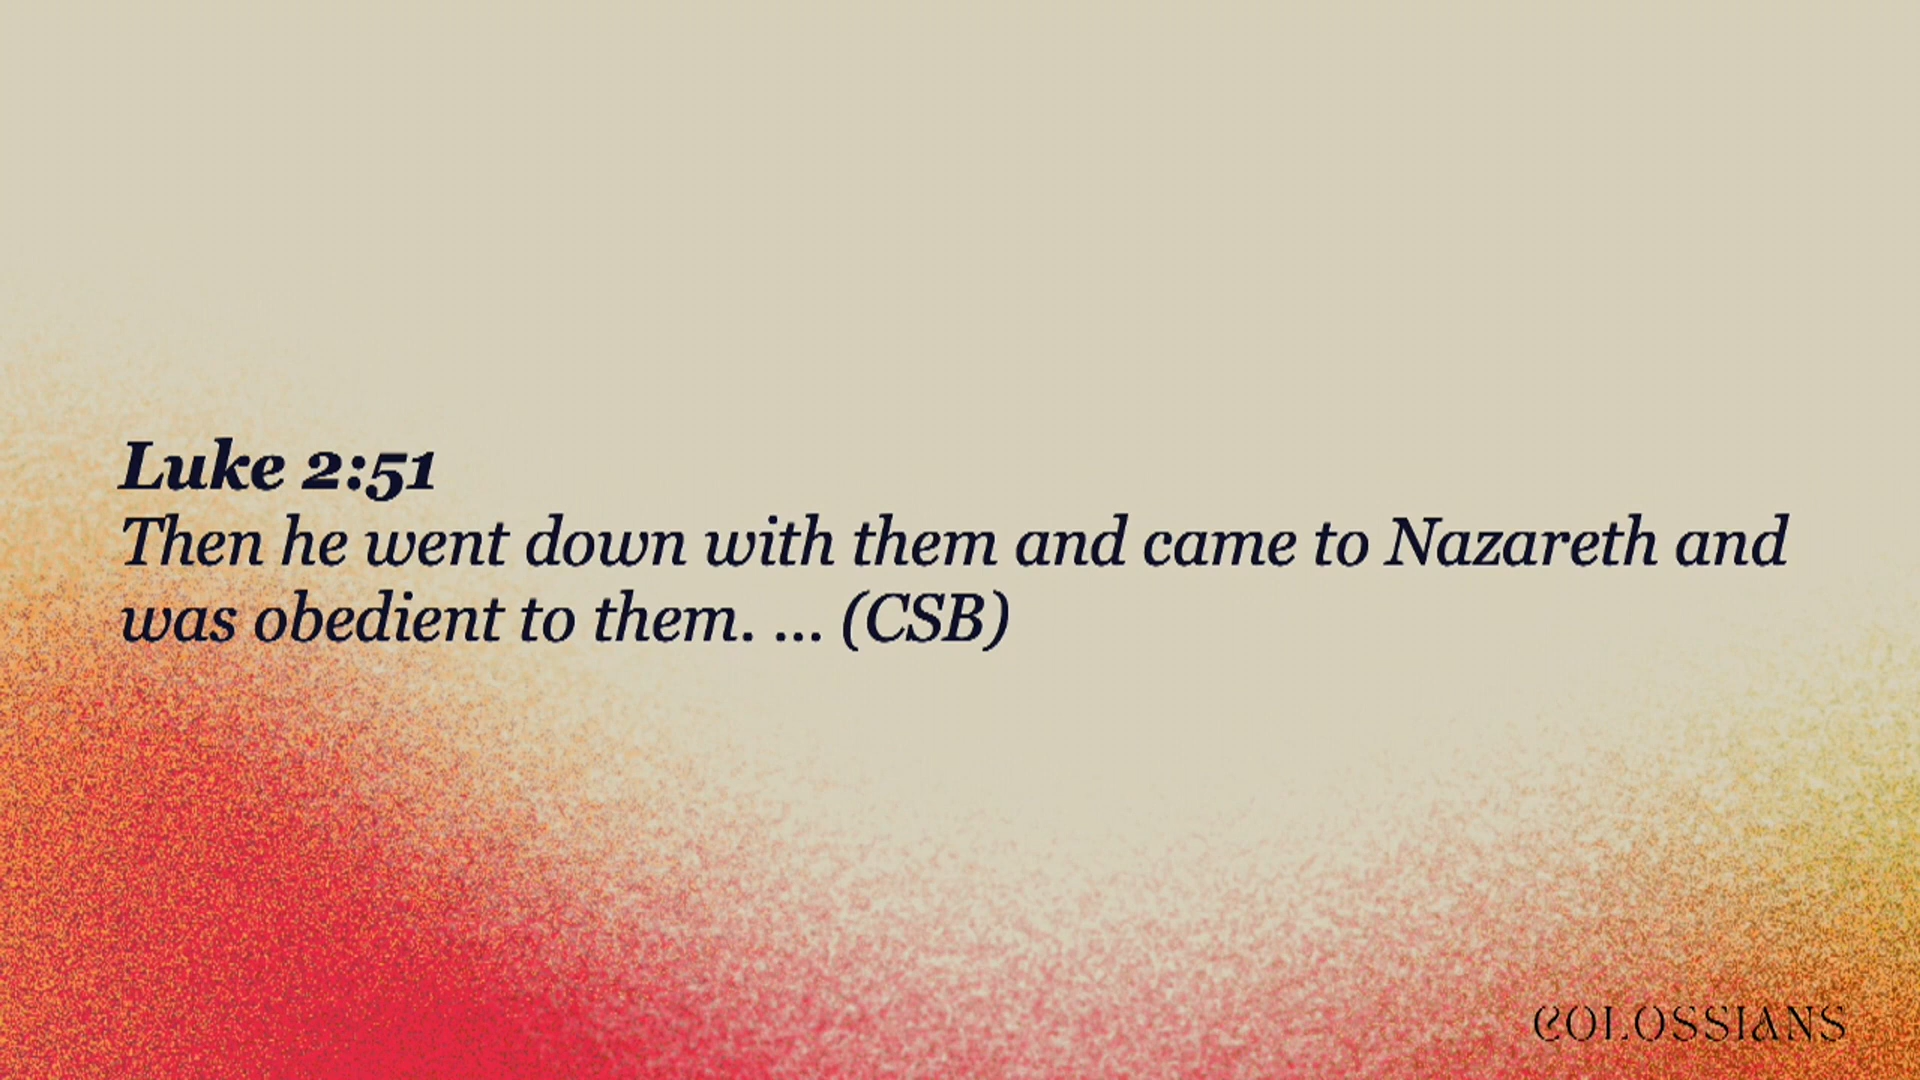 Luke 2:51
Then he went down with them and came to Nazareth and
was obedient to them. ... (CSB)
COLOSSIANS